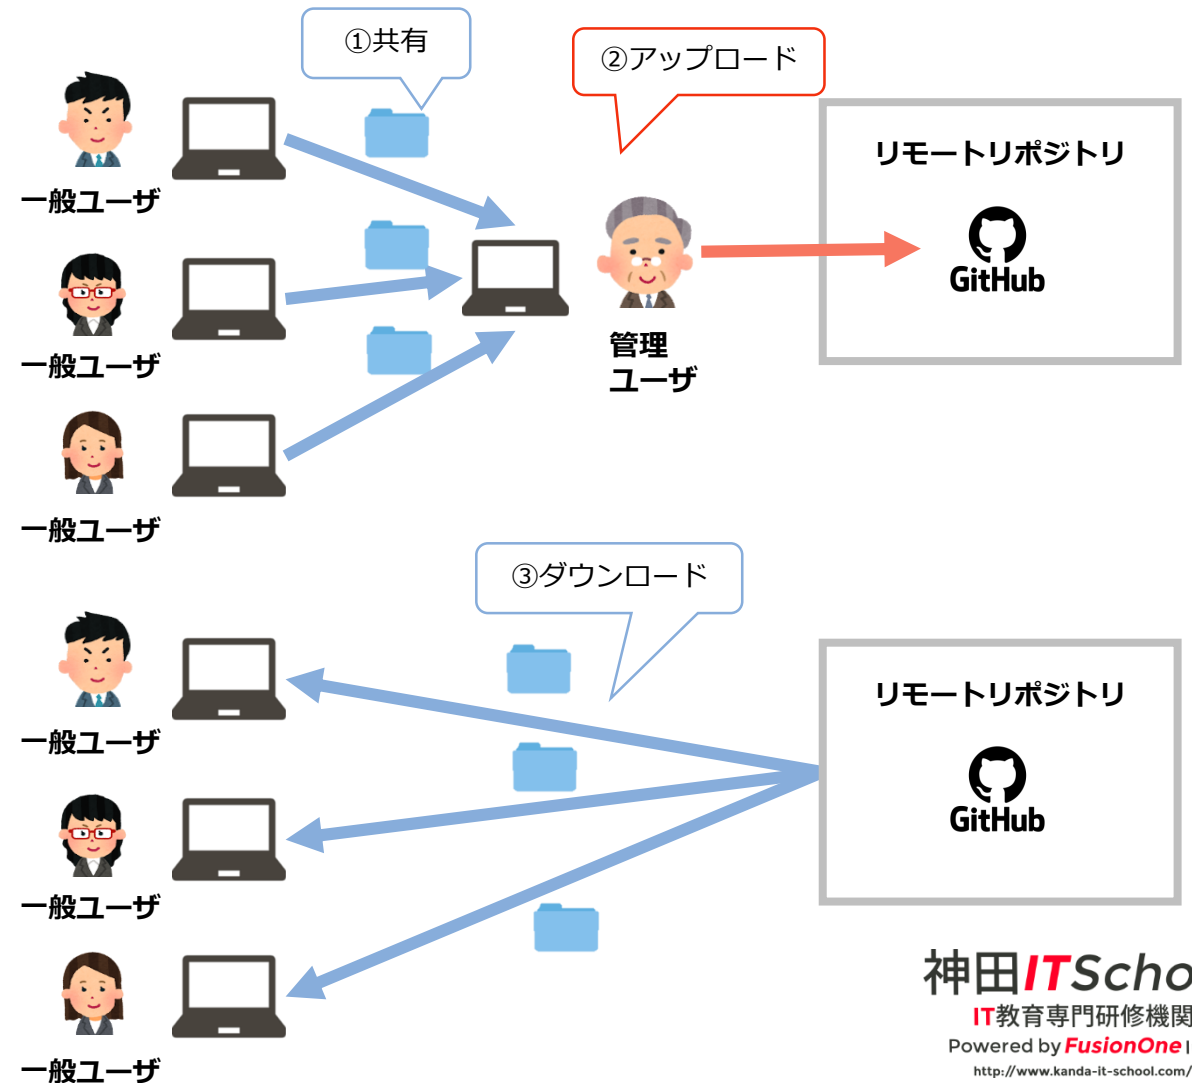 ①共有
②アップロード
一般ユーザ
一般ユーザ
一般ユーザ
管理
ユーザ
リモートリポジトリ
GitHub
③ダウンロード
一般ユーザ
一般ユーザ
一般ユーザ
リモートリポジトリ
GitHub
神田ITScho
IT教育専門研修機関
Powered by FusionOne
http://www.kanda-it-school.com/